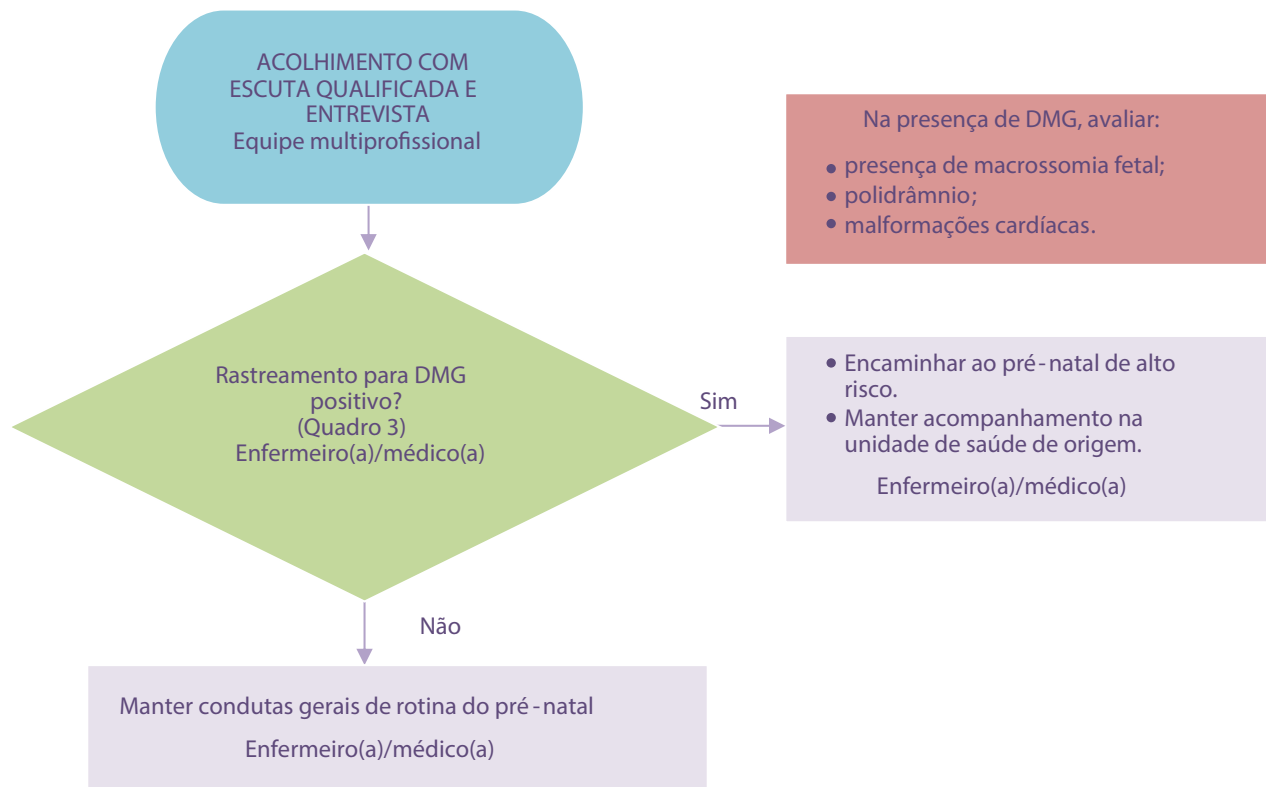 ACOLHIMENTO COM
ESCUTA QUALIFICADA E
ENTREVISTA
Equipe multiprofissional
Na presença de DMG, avaliar:
• presença de macrossomia fetal;
• polidrâmnio;
• malformações cardíacas.
Rastreamento para DMG
positivo?
(Quadro 3)
Enfermeiro(a)/médico(a)
Sim
• Encaminhar ao pré-natal de alto
risco.
• Manter acompanhamento na
unidade de saúde de origem.
Enfermeiro(a)/médico(a)
Não
Manter condutas gerais de rotina do pré-natal
Enfermeiro(a)/médico(a)